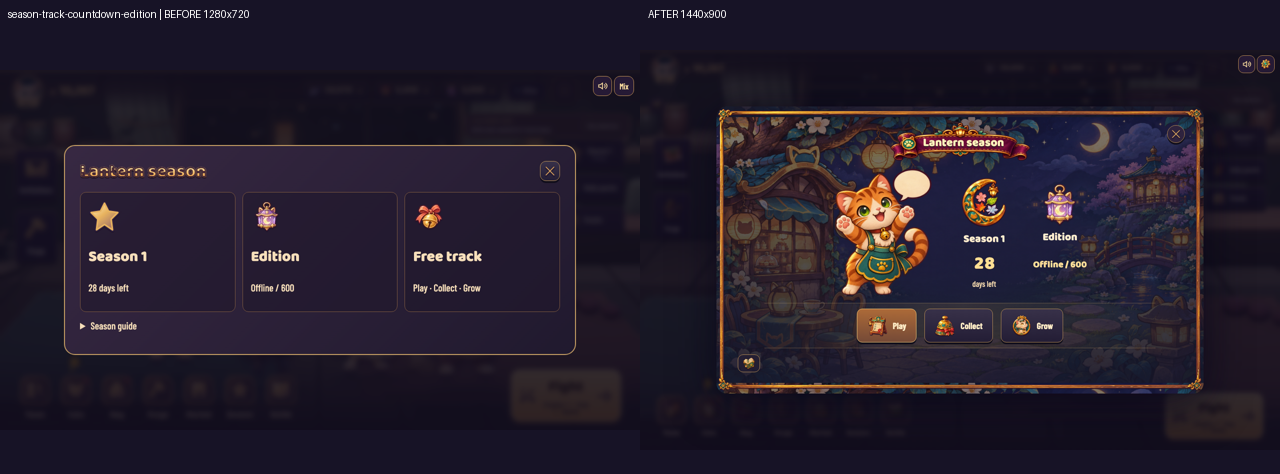 season-track-countdown-edition | BEFORE 1280x720
Mix
Lantern season
Season 1
28 days left
Edition
Offline / 600
Free track
Play · Collect · Grow
Season guide
AFTER 1440x900
Lantern season
Season 1
28
days left
Edition
Offline / 600
Play
Collect
Grow